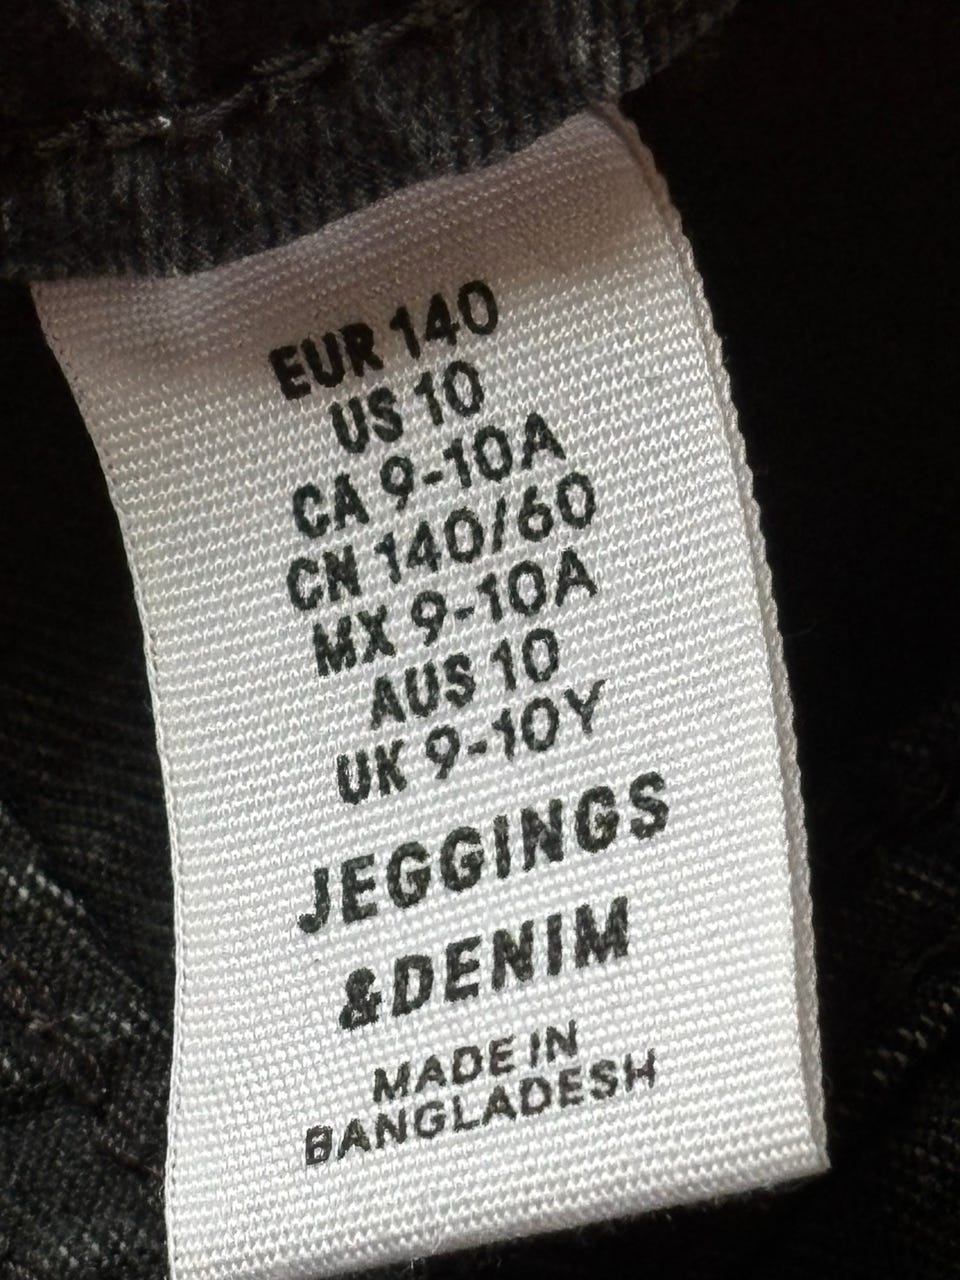 EUR 140
US 10
CA 9-10A
CN 140/60
MX 9-10A
AUS 10
UK 9-10Y
JEGGINGS
&DENIM
MADE IN
BANGLADESH